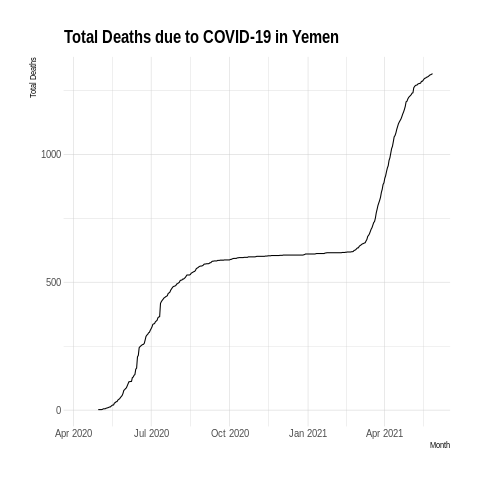 Total Deaths due to COVID-19 in Yemen
Total Deaths
1000
500
0
Apr 2020 Jul 2020 Oct 2020 Jan 2021 Apr 2021
Month